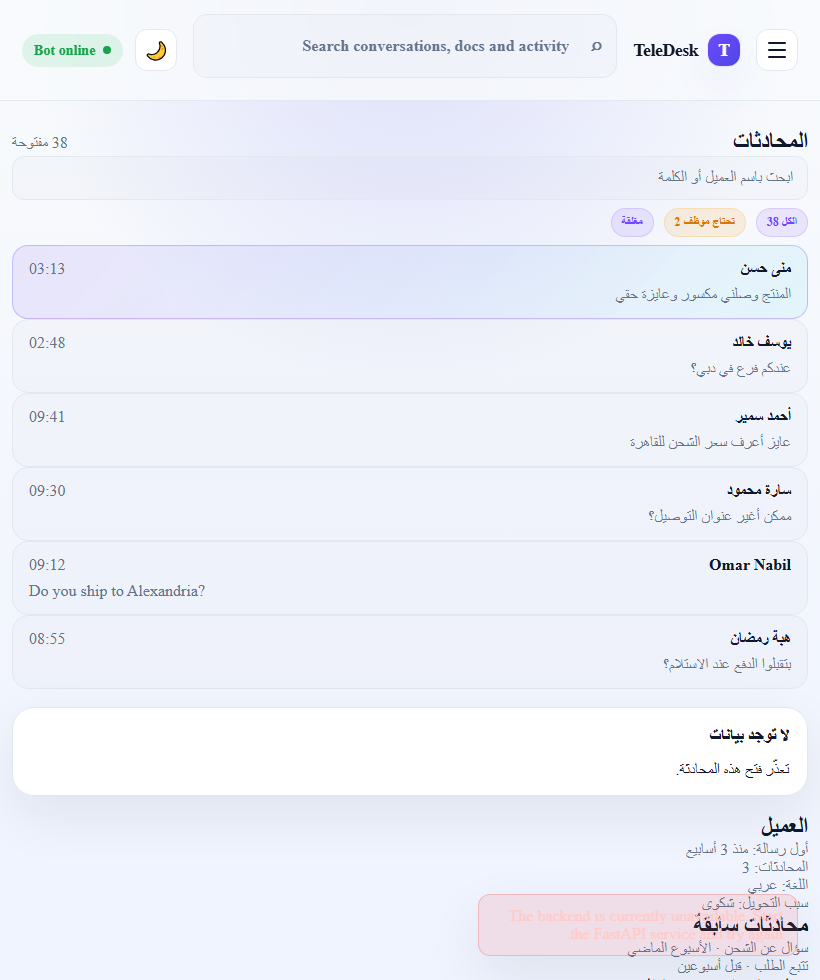 TeleDesk T
Search conversations, docs and activity
Bot online
المحادثات
38 مفتوحة
ابحث باسم العميل أو الكلمة
الكل 38
تحتاج موظف 2
مغلقة
منى حسن 03:13
المنتج وصلني مكسور وعايزة حقي
يوسف خالد 02:48
عندكم فرع في دبي؟
أحمد سمير 09:41
عايز أعرف سعر الشحن للقاهرة
سارة محمود 09:30
ممكن أغير عنوان التوصيل؟
Omar Nabil 09:12
Do you ship to Alexandria?
هبة رمضان 08:55
بتقبلوا الدفع عند الاستلام؟
لا توجد بيانات
تعذّر فتح هذه المحادثة.
العميل
أول رسالة: منذ 3 أسابيع
المحادثات: 3
اللغة: عربي
سبب التحويل: شكوى
محادثات سابقة
سؤال عن الشحن · الأسبوع الماضي
تتبع الطلب · قبل أسبوعين
The backend is currently
the FastAPI service